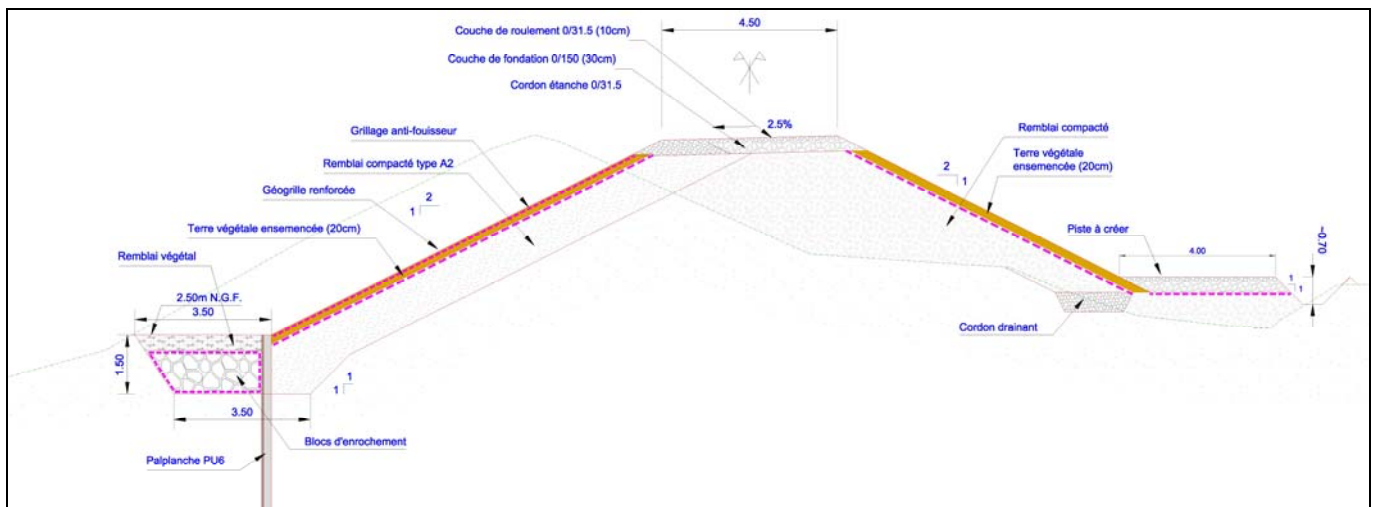 4.50
Couche de roulement 0/31.5 (10cm)
Couche de fondation 0/150 (30cm)
Cordon étanche 0/31.5
2.5%
Grillage anti-fouisseur
Remblai compacté type A2
Géogrille renforcée
2
1
Terre végétale ensemencée (20cm)
Remblai végétal
2.50m N.G.F.
3.50
1.50
3.50
1
1
Blocs d'enrochement
Palplanche PU6
Remblai compacté
Terre végétale
ensemencée (20cm)
2
1
Piste à créer
4.00
~0.70
1
1
Cordon drainant